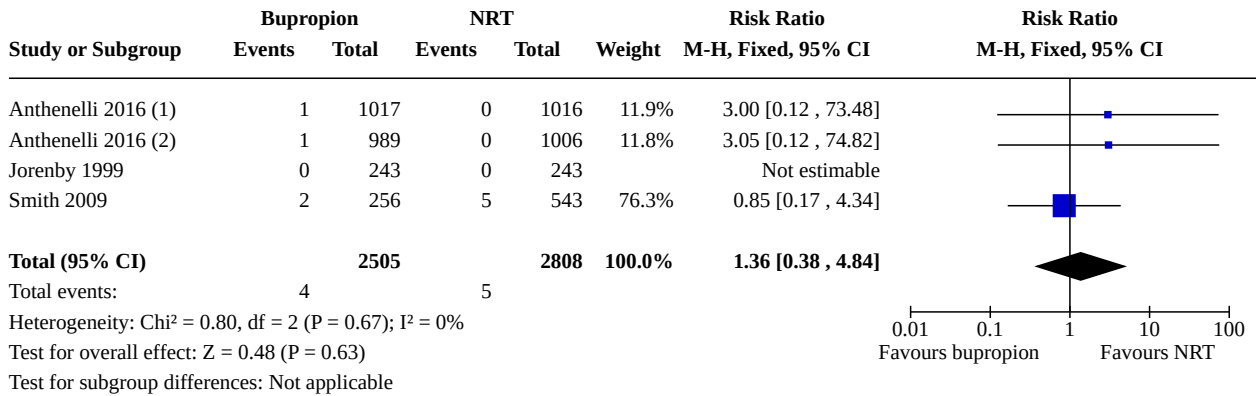 Bupropion NRT Risk Ratio Risk Ratio
Study or Subgroup Events Total Events Total Weight M-H, Fixed, 95% CI M-H, Fixed, 95% CI
Anthenelli 2016 (1) 1 1017 0 1016 11.9% 3.00 [0.12 , 73.48]
Anthenelli 2016 (2) 1 989 0 1006 11.8% 3.05 [0.12 , 74.82]
Jorenby 1999 0 243 0 243 Not estimable
Smith 2009 2 256 5 543 76.3% 0.85 [0.17 , 4.34]
Total (95% CI) 2505 2808 100.0% 1.36 [0.38 , 4.84]
Total events: 4 5
Heterogeneity: Chi² = 0.80, df = 2 (P = 0.67); I² = 0%
0.01 0.1 1 10 100
Test for overall effect: Z = 0.48 (P = 0.63) Favours bupropion Favours NRT
Test for subgroup differences: Not applicable